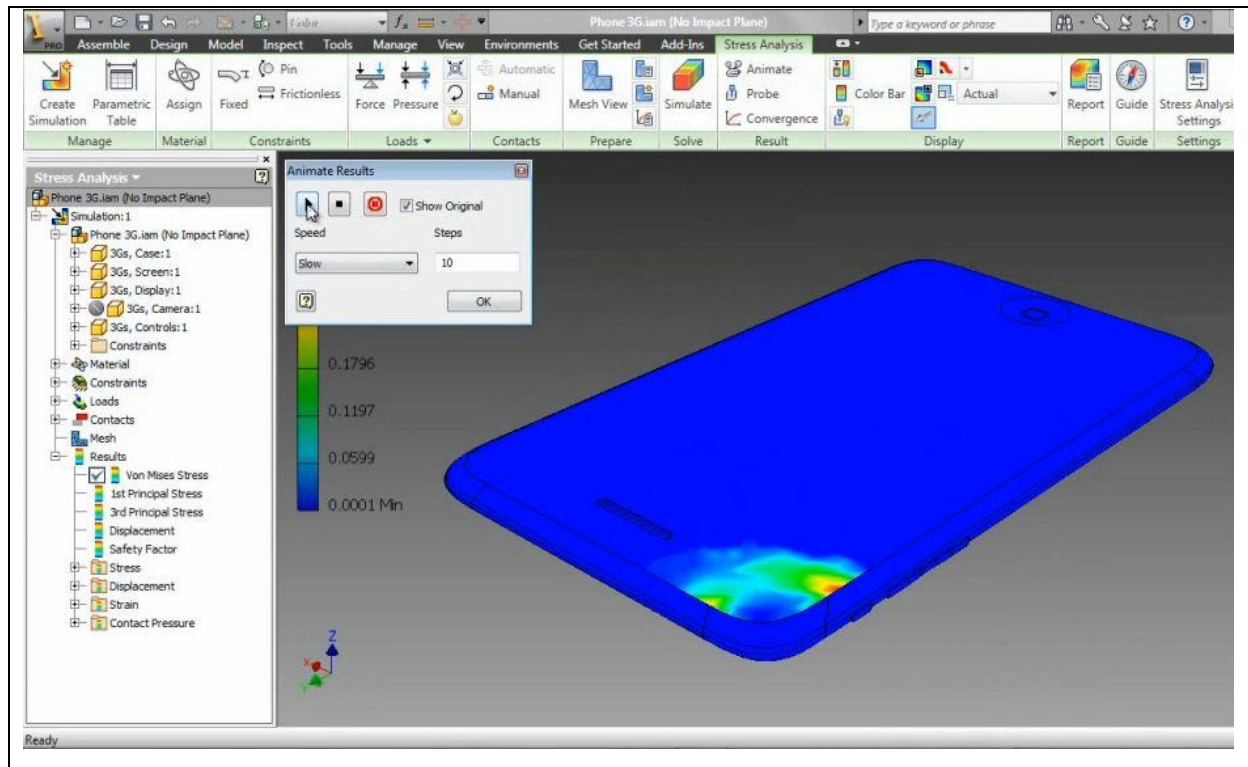 Color
Phone 3G.iam (No Impact Plane)
Type a keyword or phrase
PRO Assemble Design Model Inspect Tools Manage View Environments Get Started Add-Ins Stress Analysis
Pin Automatic Animate
Frictionless Manual Probe Color Bar Actual
Create Simulation Parametric Table Assign Fixed Force Pressure Mesh View Simulate Convergence Report Guide Stress Analysi Settings
Manage Material Constraints Loads Contacts Prepare Solve Result Display Report Guide Settings
Stress Analysis
Phone 3G.iam (No Impact Plane)
Simulation:1
Phone 3G.iam (No Impact Plane)
3Gs, Case:1
3Gs, Screen:1
3Gs, Display:1
3Gs, Camera:1
3Gs, Controls:1
Constraints
Material
Constraints
Loads
Contacts
Mesh
Results
Von Mises Stress
1st Principal Stress
3rd Principal Stress
Displacement
Safety Factor
Stress
Displacement
Strain
Contact Pressure
Animate Results
Show Original
Speed Steps
Slow 10
OK
0.1796
0.1197
0.0599
0.0001 Min
Z
X
Y
Ready